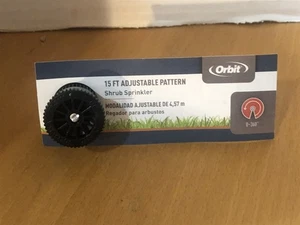 Orbit
15 FT ADJUSTABLE PATTERN
Shrub Sprinkler
MODALIDAD AJUSTABLE DE 4,57 m
Regador para arbustos
0-360°